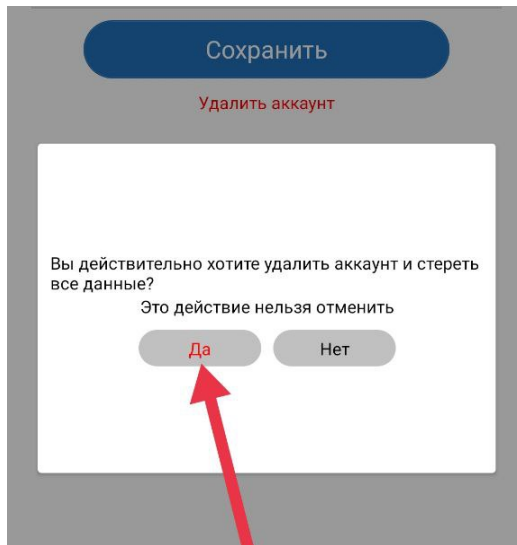 Сохранить
Удалить аккаунт
Вы действительно хотите удалить аккаунт и стереть
все данные?
Это действие нельзя отменить
Да
Нет